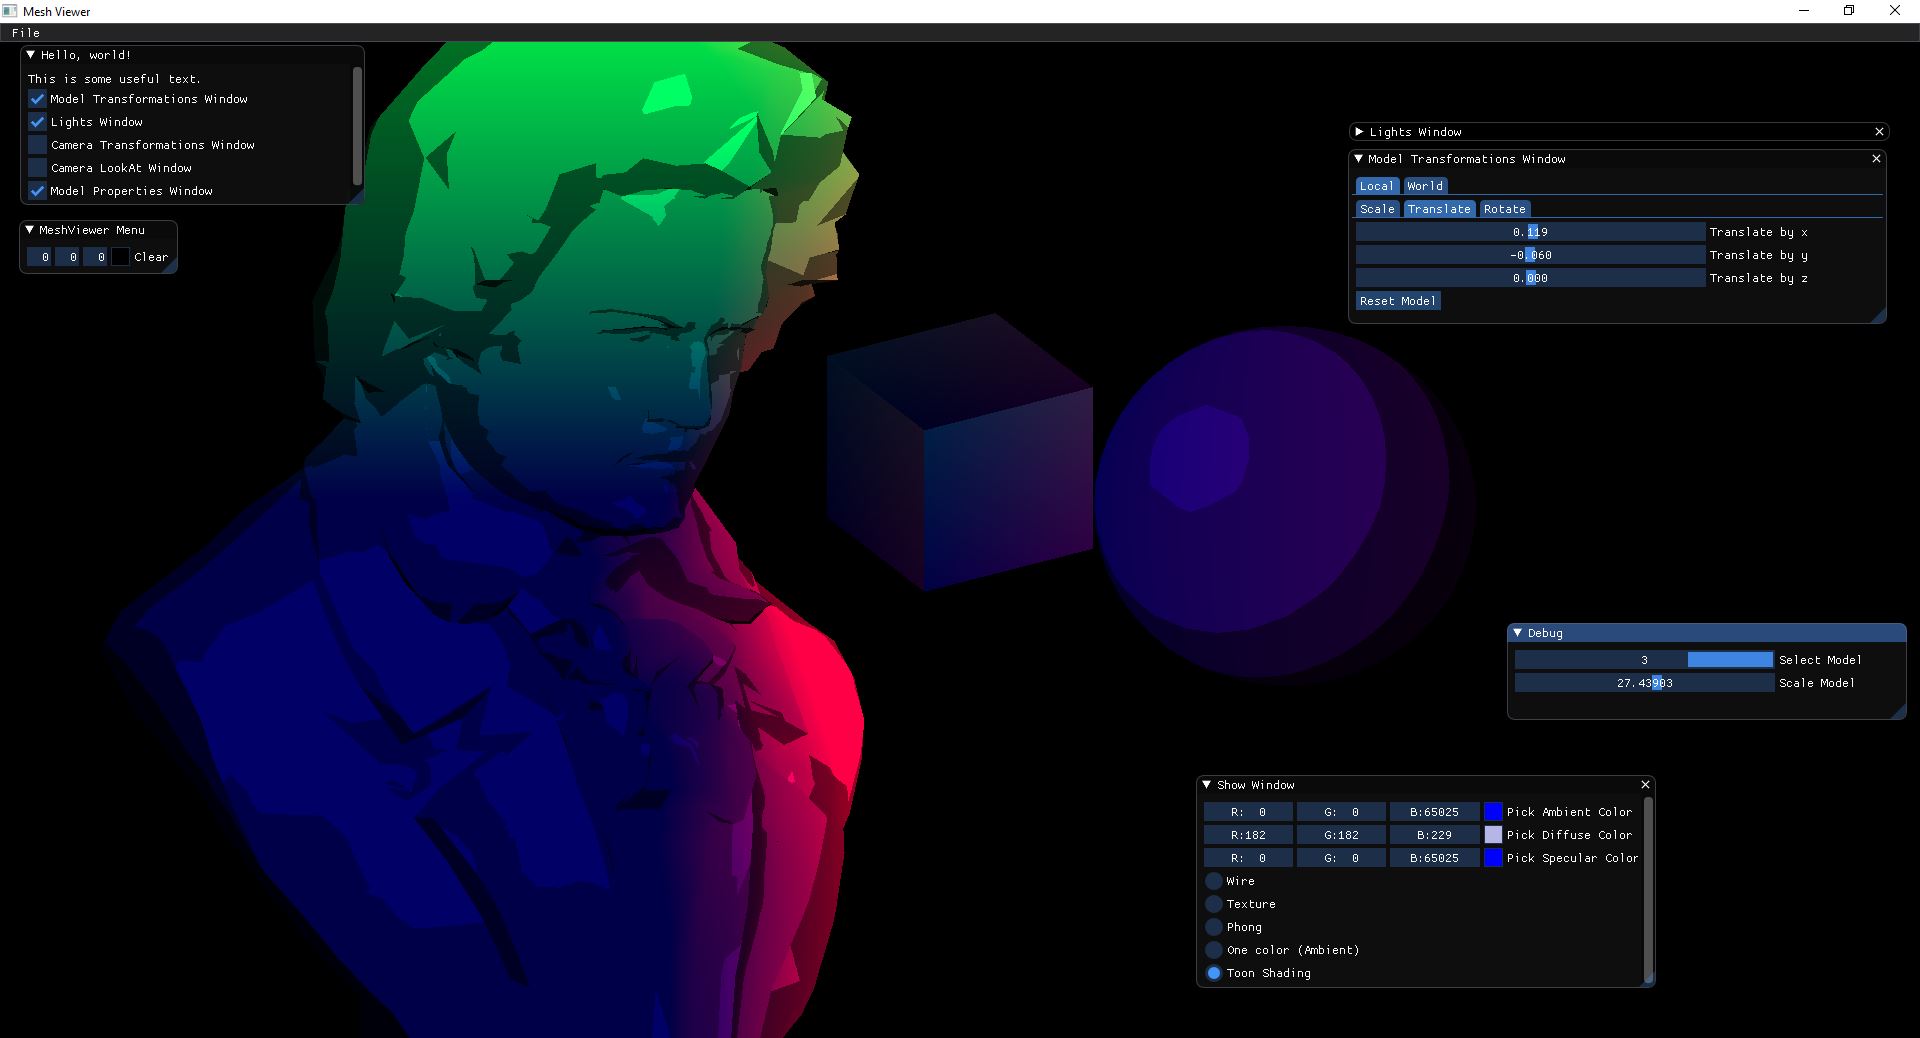 Mesh Viewer
File
Hello, world!
This is some useful text.
Model Transformations Window
Lights Window
Camera Transformations Window
Camera LookAt Window
Model Properties Window
MeshViewer Menu
0 0 0 Clear
Lights Window
Model Transformations Window
Local World
Scale Translate Rotate
0.119 Translate by x
-0.060 Translate by y
0.000 Translate by z
Reset Model
Debug
3 Select Model
27.43903 Scale Model
Show Window
R: 0 G: 0 B:65025 Pick Ambient Color
R:182 G:182 B:229 Pick Diffuse Color
R: 0 G: 0 B:65025 Pick Specular Color
Wire
Texture
Phong
One color (Ambient)
Toon Shading